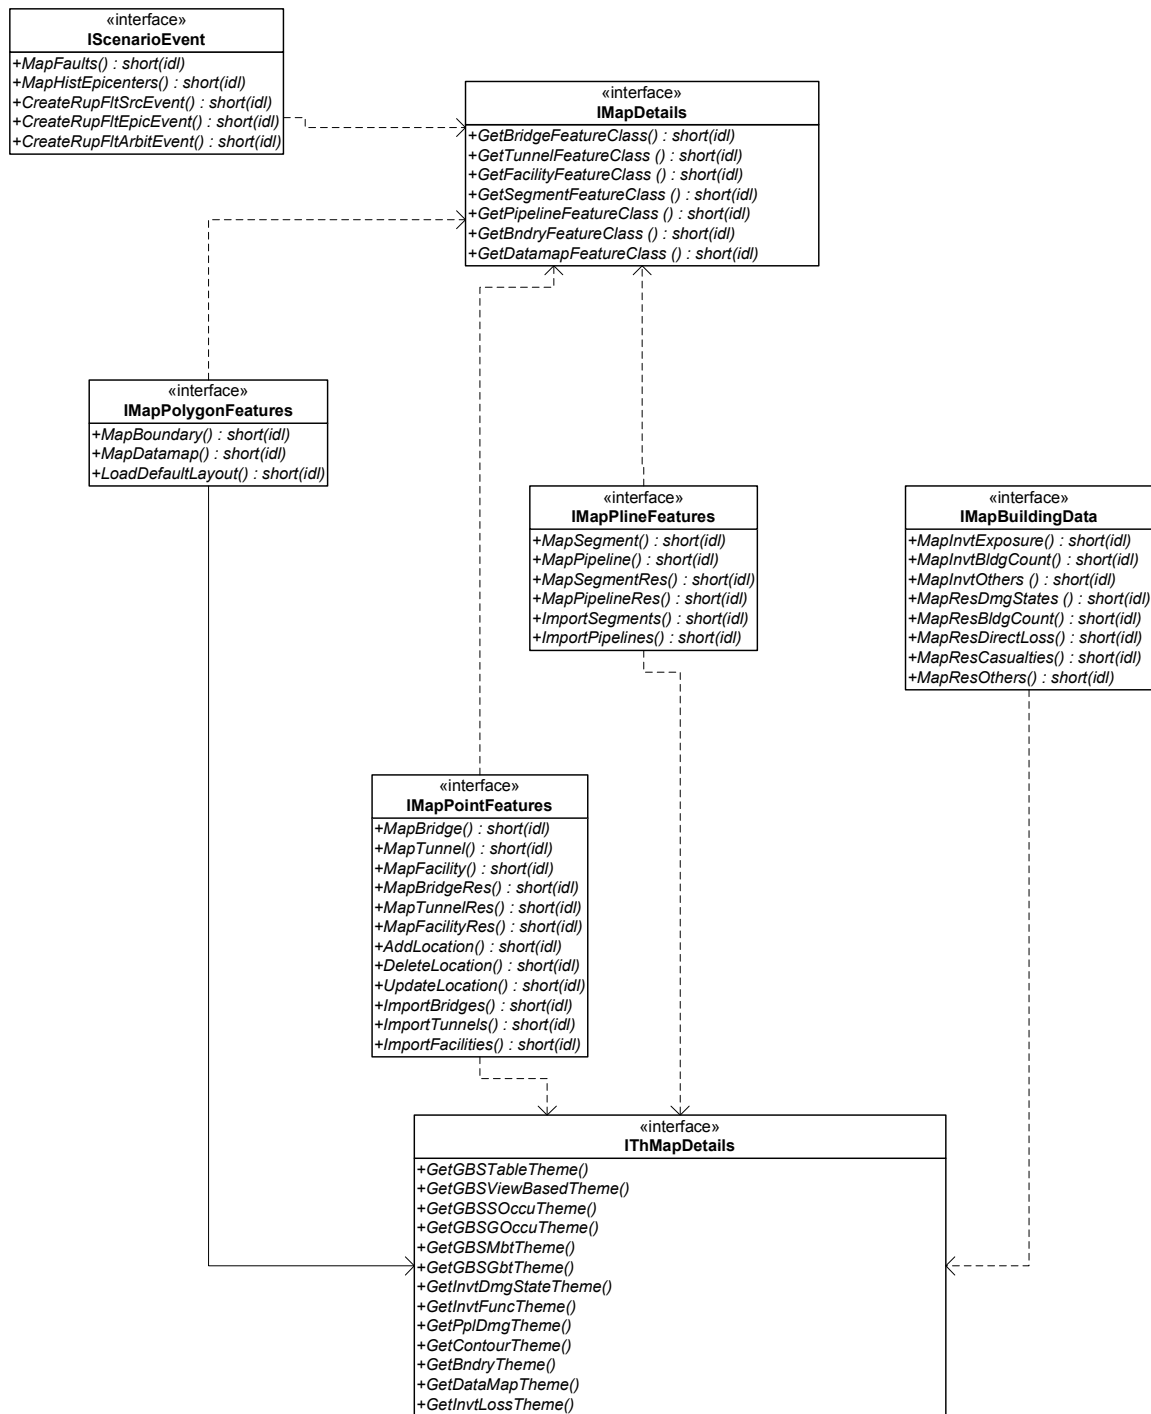 «interface»
IScenarioEvent
+MapFaults() : short(idl)
+MapHistEpicenters() : short(idl)
+CreateRupFltSrcEvent() : short(idl)
+CreateRupFltEpicEvent() : short(idl)
+CreateRupFltArbitEvent() : short(idl)
«interface»
IMapDetails
+GetBridgeFeatureClass() : short(idl)
+GetTunnelFeatureClass () : short(idl)
+GetFacilityFeatureClass () : short(idl)
+GetSegmentFeatureClass () : short(idl)
+GetPipelineFeatureClass () : short(idl)
+GetBndryFeatureClass () : short(idl)
+GetDatamapFeatureClass () : short(idl)
«interface»
IMapPolygonFeatures
+MapBoundary() : short(idl)
+MapDatamap() : short(idl)
+LoadDefaultLayout() : short(idl)
«interface»
IMapPlineFeatures
+MapSegment() : short(idl)
+MapPipeline() : short(idl)
+MapSegmentRes() : short(idl)
+MapPipelineRes() : short(idl)
+ImportSegments() : short(idl)
+ImportPipelines() : short(idl)
«interface»
IMapBuildingData
+MapInvtExposure() : short(idl)
+MapInvtBldgCount() : short(idl)
+MapInvtOthers () : short(idl)
+MapResDmgStates () : short(idl)
+MapResBldgCount() : short(idl)
+MapResDirectLoss() : short(idl)
+MapResCasualties() : short(idl)
+MapResOthers() : short(idl)
«interface»
IMapPointFeatures
+MapBridge() : short(idl)
+MapTunnel() : short(idl)
+MapFacility() : short(idl)
+MapBridgeRes() : short(idl)
+MapTunnelRes() : short(idl)
+MapFacilityRes() : short(idl)
+AddLocation() : short(idl)
+DeleteLocation() : short(idl)
+UpdateLocation() : short(idl)
+ImportBridges() : short(idl)
+ImportTunnels() : short(idl)
+ImportFacilities() : short(idl)
«interface»
IThMapDetails
+GetGBSTableTheme()
+GetGBSViewBasedTheme()
+GetGBSSOccuTheme()
+GetGBSGOccuTheme()
+GetGBSMbtTheme()
+GetGBSGbtTheme()
+GetInvtDmgStateTheme()
+GetInvtFuncTheme()
+GetPplDmgTheme()
+GetContourTheme()
+GetBndryTheme()
+GetDataMapTheme()
+GetInvtLossTheme()